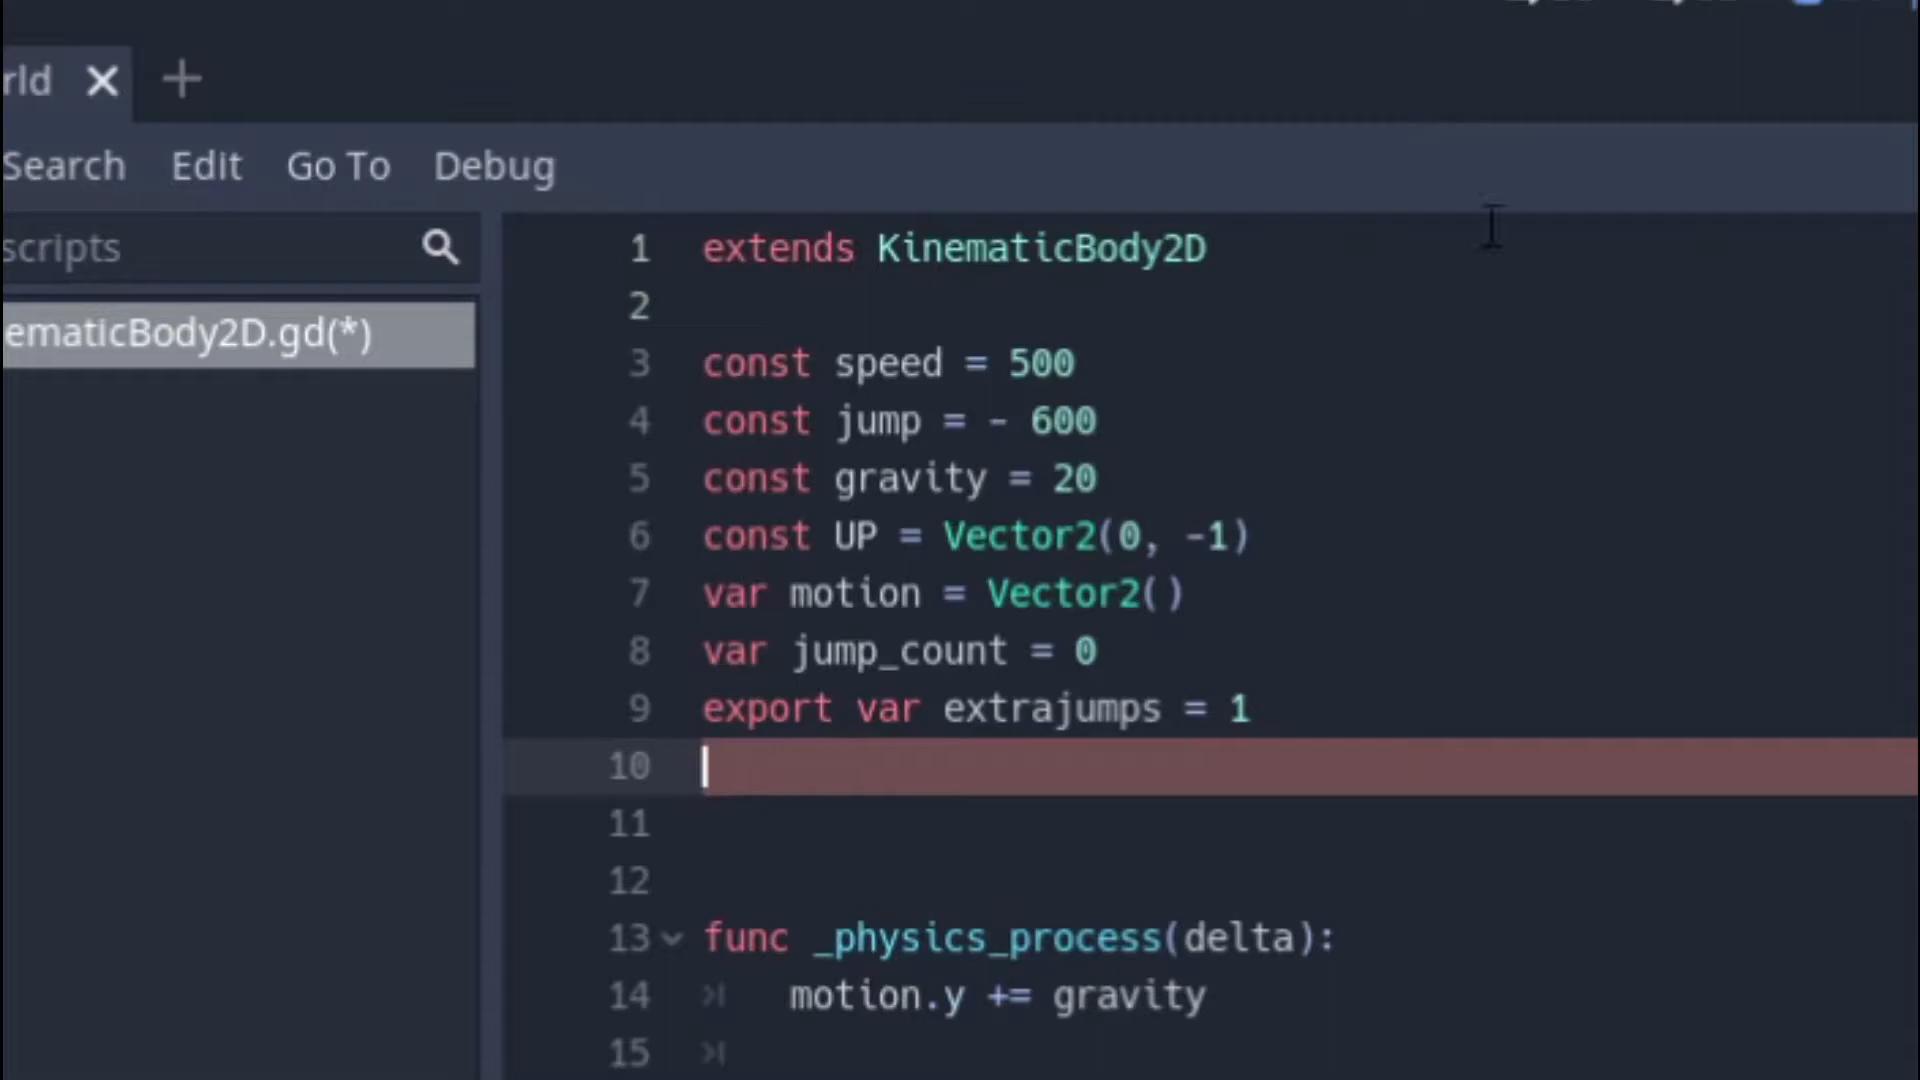 rld
Search Edit Go To Debug
scripts
ematicBody2D.gd(*)
1 extends KinematicBody2D
2
3 const speed = 500
4 const jump = - 600
5 const gravity = 20
6 const UP = Vector2(0, -1)
7 var motion = Vector2()
8 var jump_count = 0
9 export var extrajumps = 1
10
11
12
13 func _physics_process(delta):
14 motion.y += gravity
15